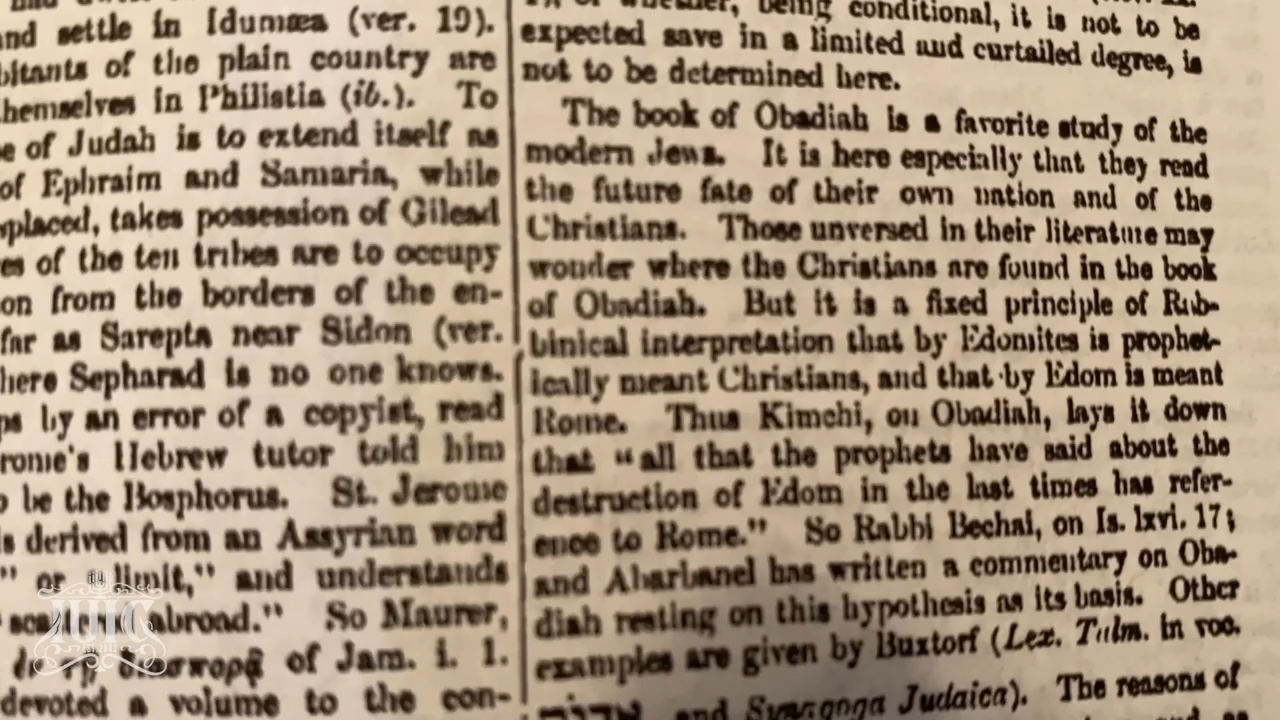 and settle in Idumæa (ver. 19).
bitants of the plain country are
hemselves in Philistia (ib.). To
e of Judah is to extend itself as
of Ephraim and Samaria, while
placed, takes possession of Gilead
es of the ten tribes are to occupy
on from the borders of the en-
far as Sarepta near Sidon (ver.
here Sepharad is no one knows.
ps by an error of a copyist, read
rome's Hebrew tutor told him
o be the Bosphorus. St. Jerome
is derived from an Assyrian word
" or limit," and understands
abroad." So Maurer,
of Jam. i. 1.
devoted a volume to the con-
or whether, being conditional, it is not to be
expected save in a limited and curtailed degree, is
not to be determined here.
The book of Obadiah is a favorite study of the
modern Jews. It is here especially that they read
the future fate of their own nation and of the
Christians. Those unversed in their literature may
wonder where the Christians are found in the book
of Obadiah. But it is a fixed principle of Rab-
binical interpretation that by Edomites is prophet-
ically meant Christians, and that by Edom is meant
Rome. Thus Kimchi, on Obadiah, lays it down
that "all that the prophets have said about the
destruction of Edom in the last times has refer-
ence to Rome." So Rabbi Bechai, on Is. lxvi. 17;
and Abarbanel has written a commentary on Oba-
diah resting on this hypothesis as its basis. Other
examples are given by Buxtorf (Lex. Talm. in voc.
and Synagoga Judaica). The reasons of
IUIC